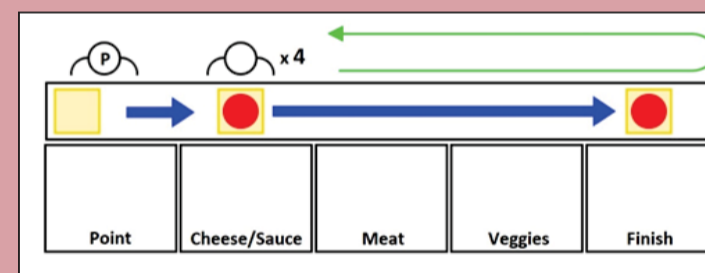 P
x 4
Point
Cheese/Sauce
Meat
Veggies
Finish